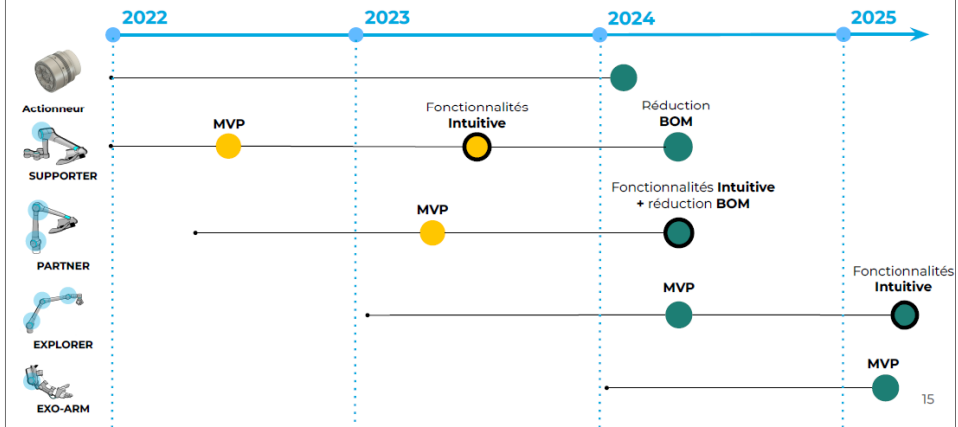 2022
2023
2024
2025
Actionneur
MVP
Fonctionnalités
Intuitive
Réduction
BOM
SUPPORTER
MVP
Fonctionnalités Intuitive
+ réduction BOM
PARTNER
MVP
Fonctionnalités
Intuitive
EXPLORER
MVP
EXO-ARM
15